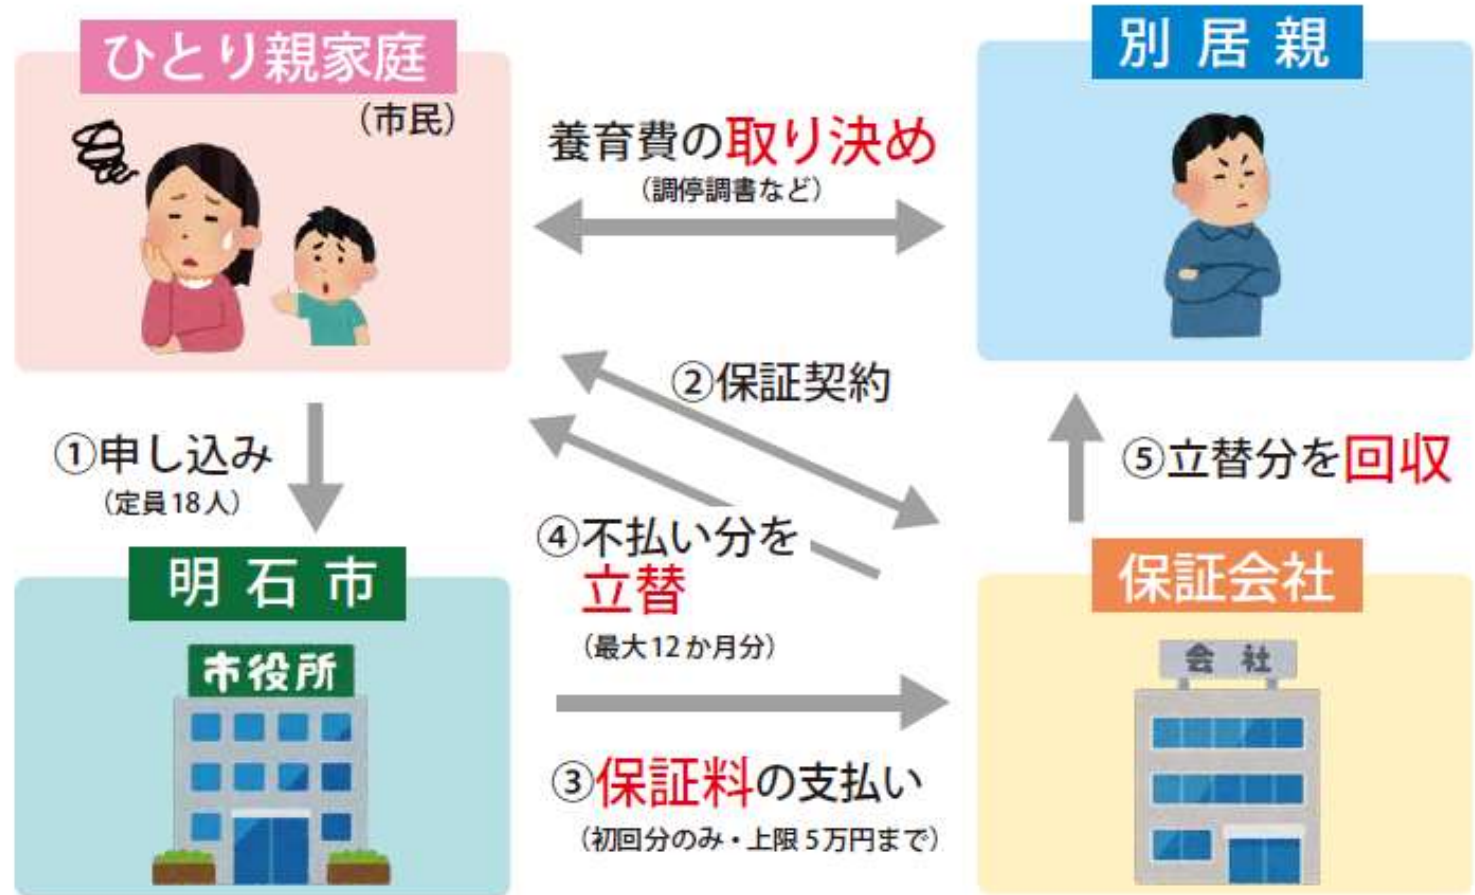 ひとり親家庭
（市民）
別居親
養育費の取り決め
（調停調書など）
②保証契約
①申し込み
（定員18人）
⑤立替分を回収
④不払い分を
立替
（最大12か月分）
明石市
市役所
保証会社
会社
③保証料の支払い
（初回分のみ・上限5万円まで）